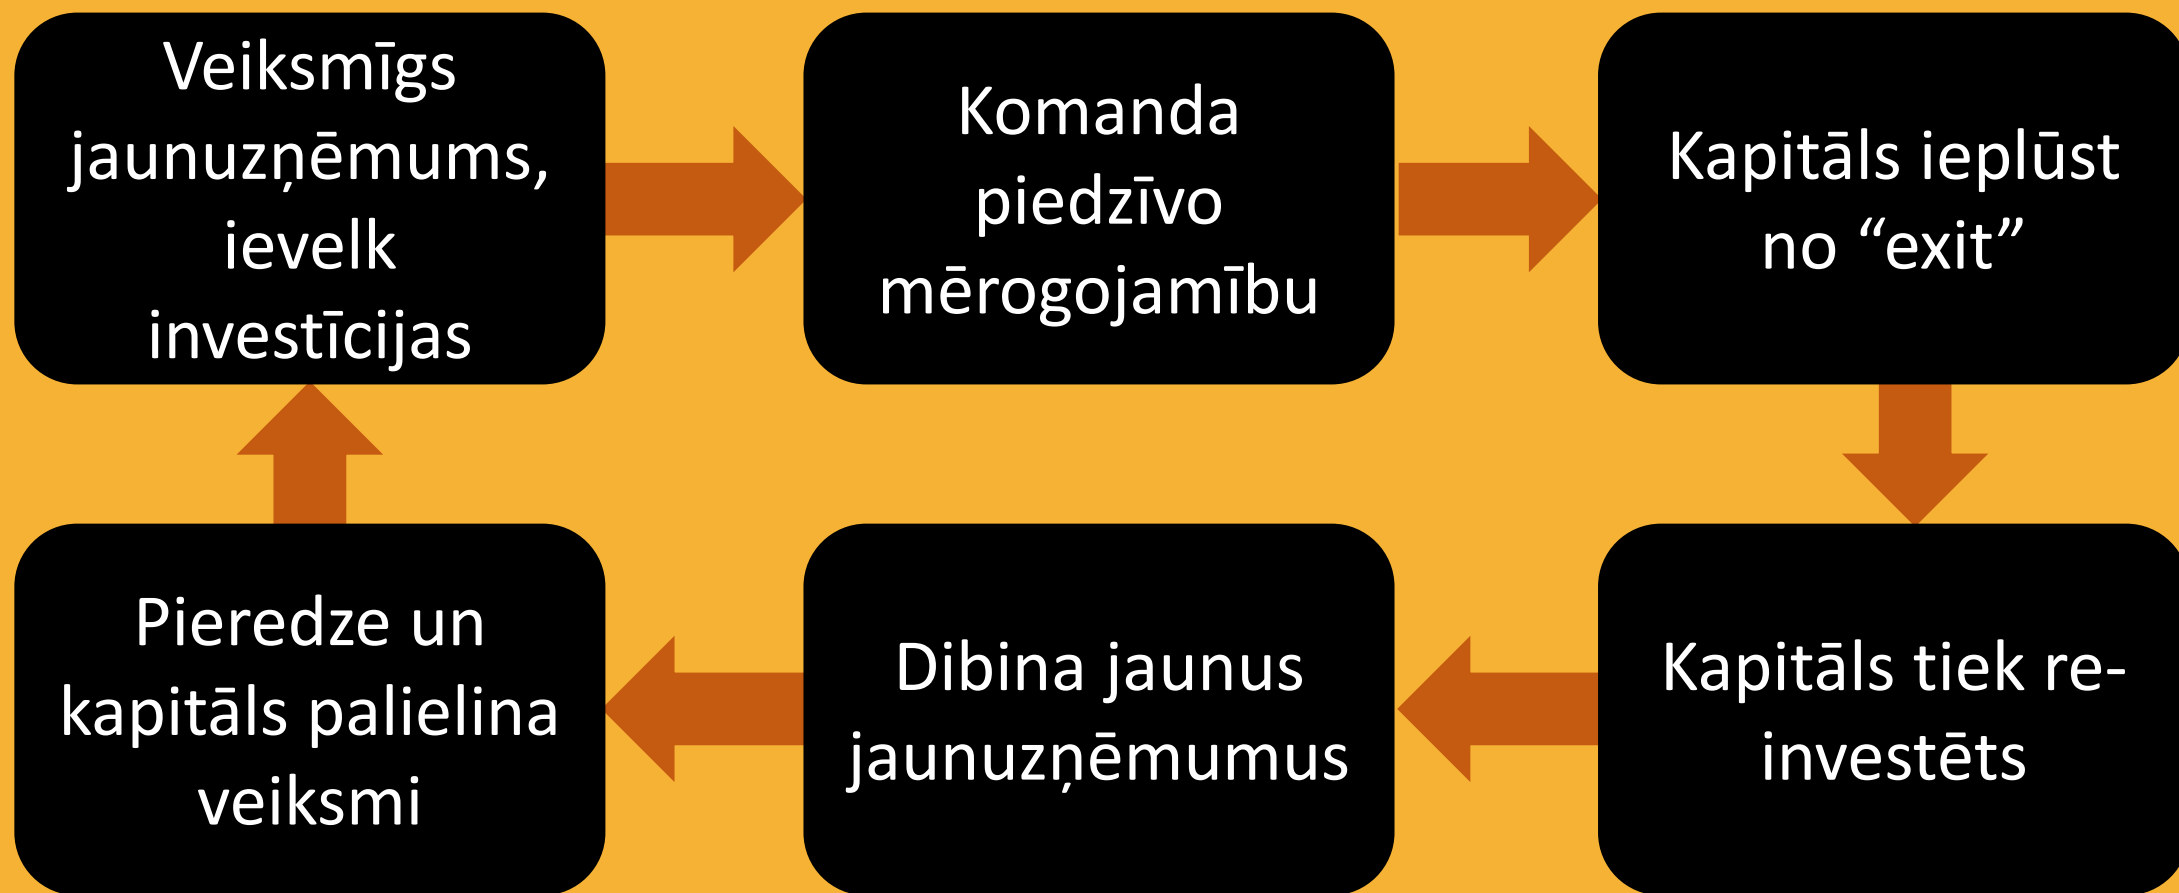 Veiksmīgs
jaunuzņēmums,
ievelk
investīcijas
Komanda
piedzīvo
mērogojamību
Kapitāls ieplūst
no “exit”
Kapitāls tiek re-
investēts
Dibina jaunus
jaunuzņēmumus
Pieredze un
kapitāls palielina
veiksmi